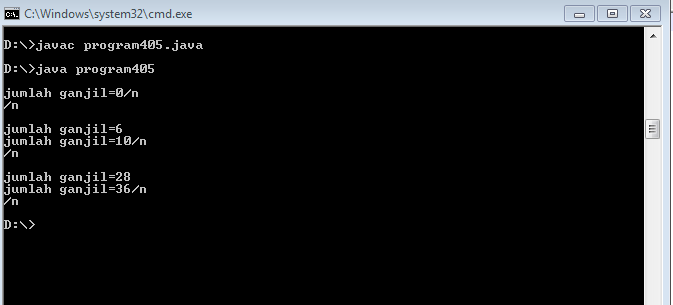 C:\Windows\system32\cmd.exe
D:\>javac program405.java
D:\>java program405
jumlah ganjil=0/n
/n
jumlah ganjil=6
jumlah ganjil=10/n
/n
jumlah ganjil=28
jumlah ganjil=36/n
/n
D:\>